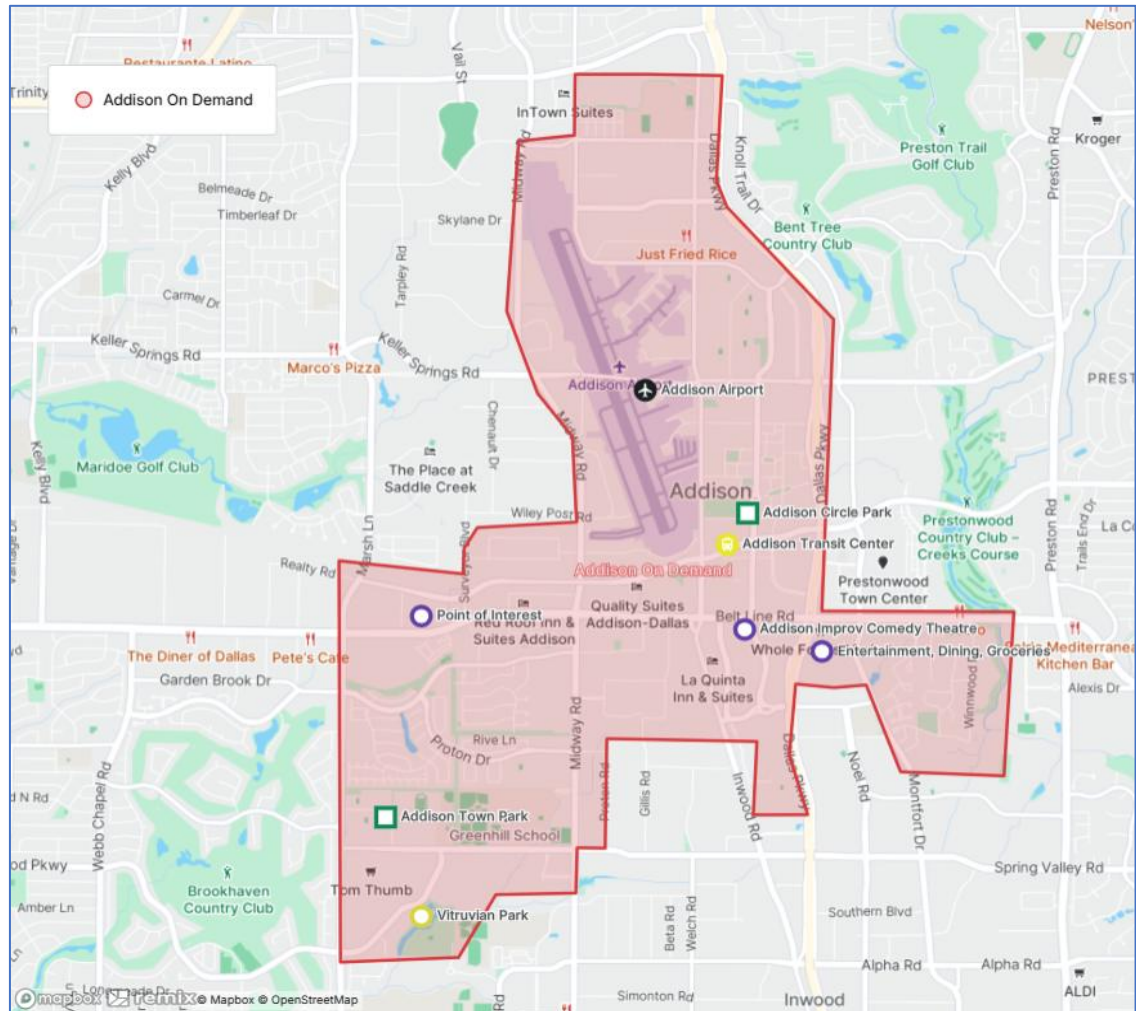 Nelson's
Restaurante Latino
Trinity
Vail St
Addison On Demand
InTown Suites
Midway Rd
Dallas Pkwy
Knoll Trail Dr
Preston Rd
Kroger
Preston Trail
Golf Club
Kelly Blvd
Belmeade Dr
Timberleaf Dr
Skylane Dr
Bent Tree
Country Club
Just Fried Rice
Tarpley Rd
Carmel Dr
Keller Springs Rd
Marco's Pizza
Keller Springs Rd
Addison Airport
PREST
Chenault Dr
Midway Rd
Dallas Pkwy
Kelly Blvd
Maridoe Golf Club
The Place at
Saddle Creek
Addison
Wiley Post Rd
Addison Circle Park
Prestonwood
Country Club –
Creeks Course
Preston Rd
Trails End Dr
La Co
Marsh Ln
Surveyor Blvd
Realty Rd
Addison Transit Center
Addison On Demand
Prestonwood
Town Center
Point of Interest
Red Roof Inn &
Suites Addison
Quality Suites
Addison-Dallas
Belt Line Rd
Addison Improv Comedy Theatre
Entertainment, Dining, Groceries
Mediterranea
Kitchen Bar
The Diner of Dallas
Pete's Cafe
Garden Brook Dr
La Quinta
Inn & Suites
Winnwood
Alexis Dr
Proton Dr
Rive Ln
Midway Rd
Proton Rd
Gillis Rd
Inwood Rd
Dallas Pkwy
Noel Rd
Montfort Dr
d N Rd
Webb Chapel Rd
Addison Town Park
Greenhill School
od Pkwy
Spring Valley Rd
Tom Thumb
Brookhaven
Country Club
Amber Ln
Vitruvian Park
Beta Rd
Welch Rd
Southern Blvd
Alpha Rd
Alpha Rd
ALDI
Simonton Rd
Inwood
Rd
mapbox remix © Mapbox © OpenStreetMap